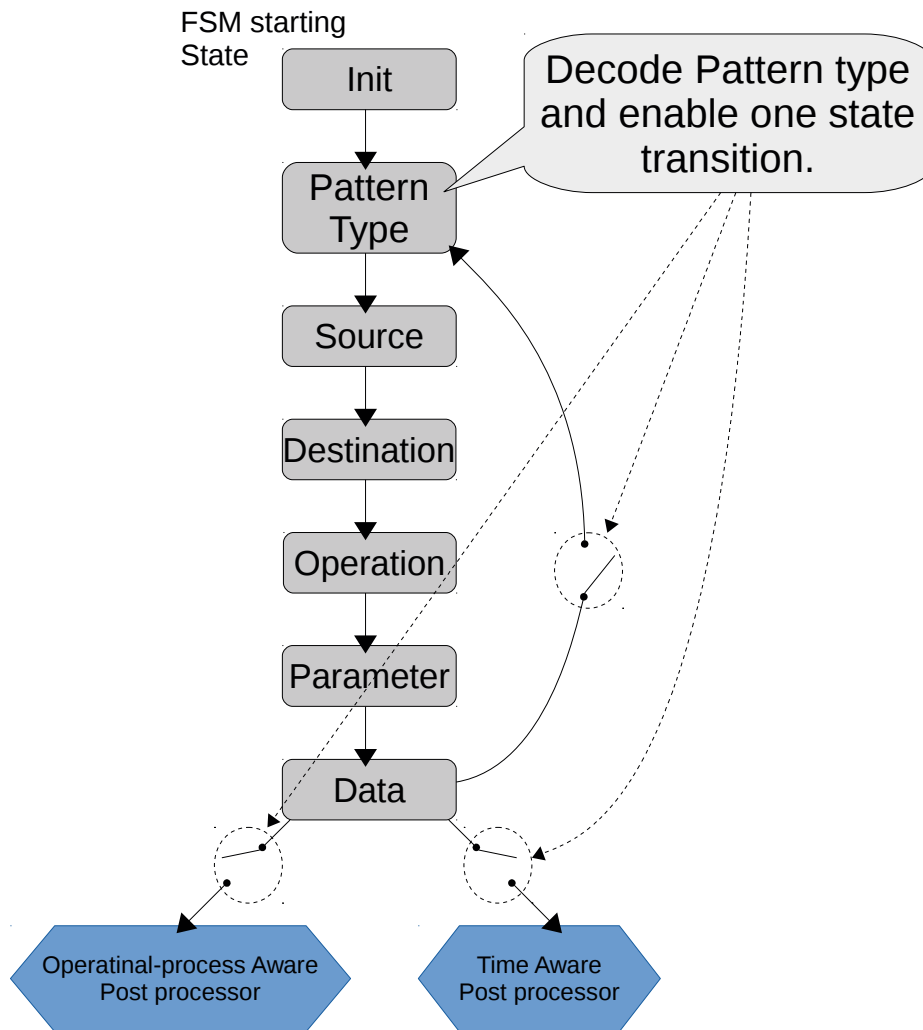 FSM starting
State
Init
Decode Pattern type
and enable one state
transition.
Pattern
Type
Source
Destination
Operation
Parameter
Data
Operatinal-process Aware
Post processor
Time Aware
Post processor